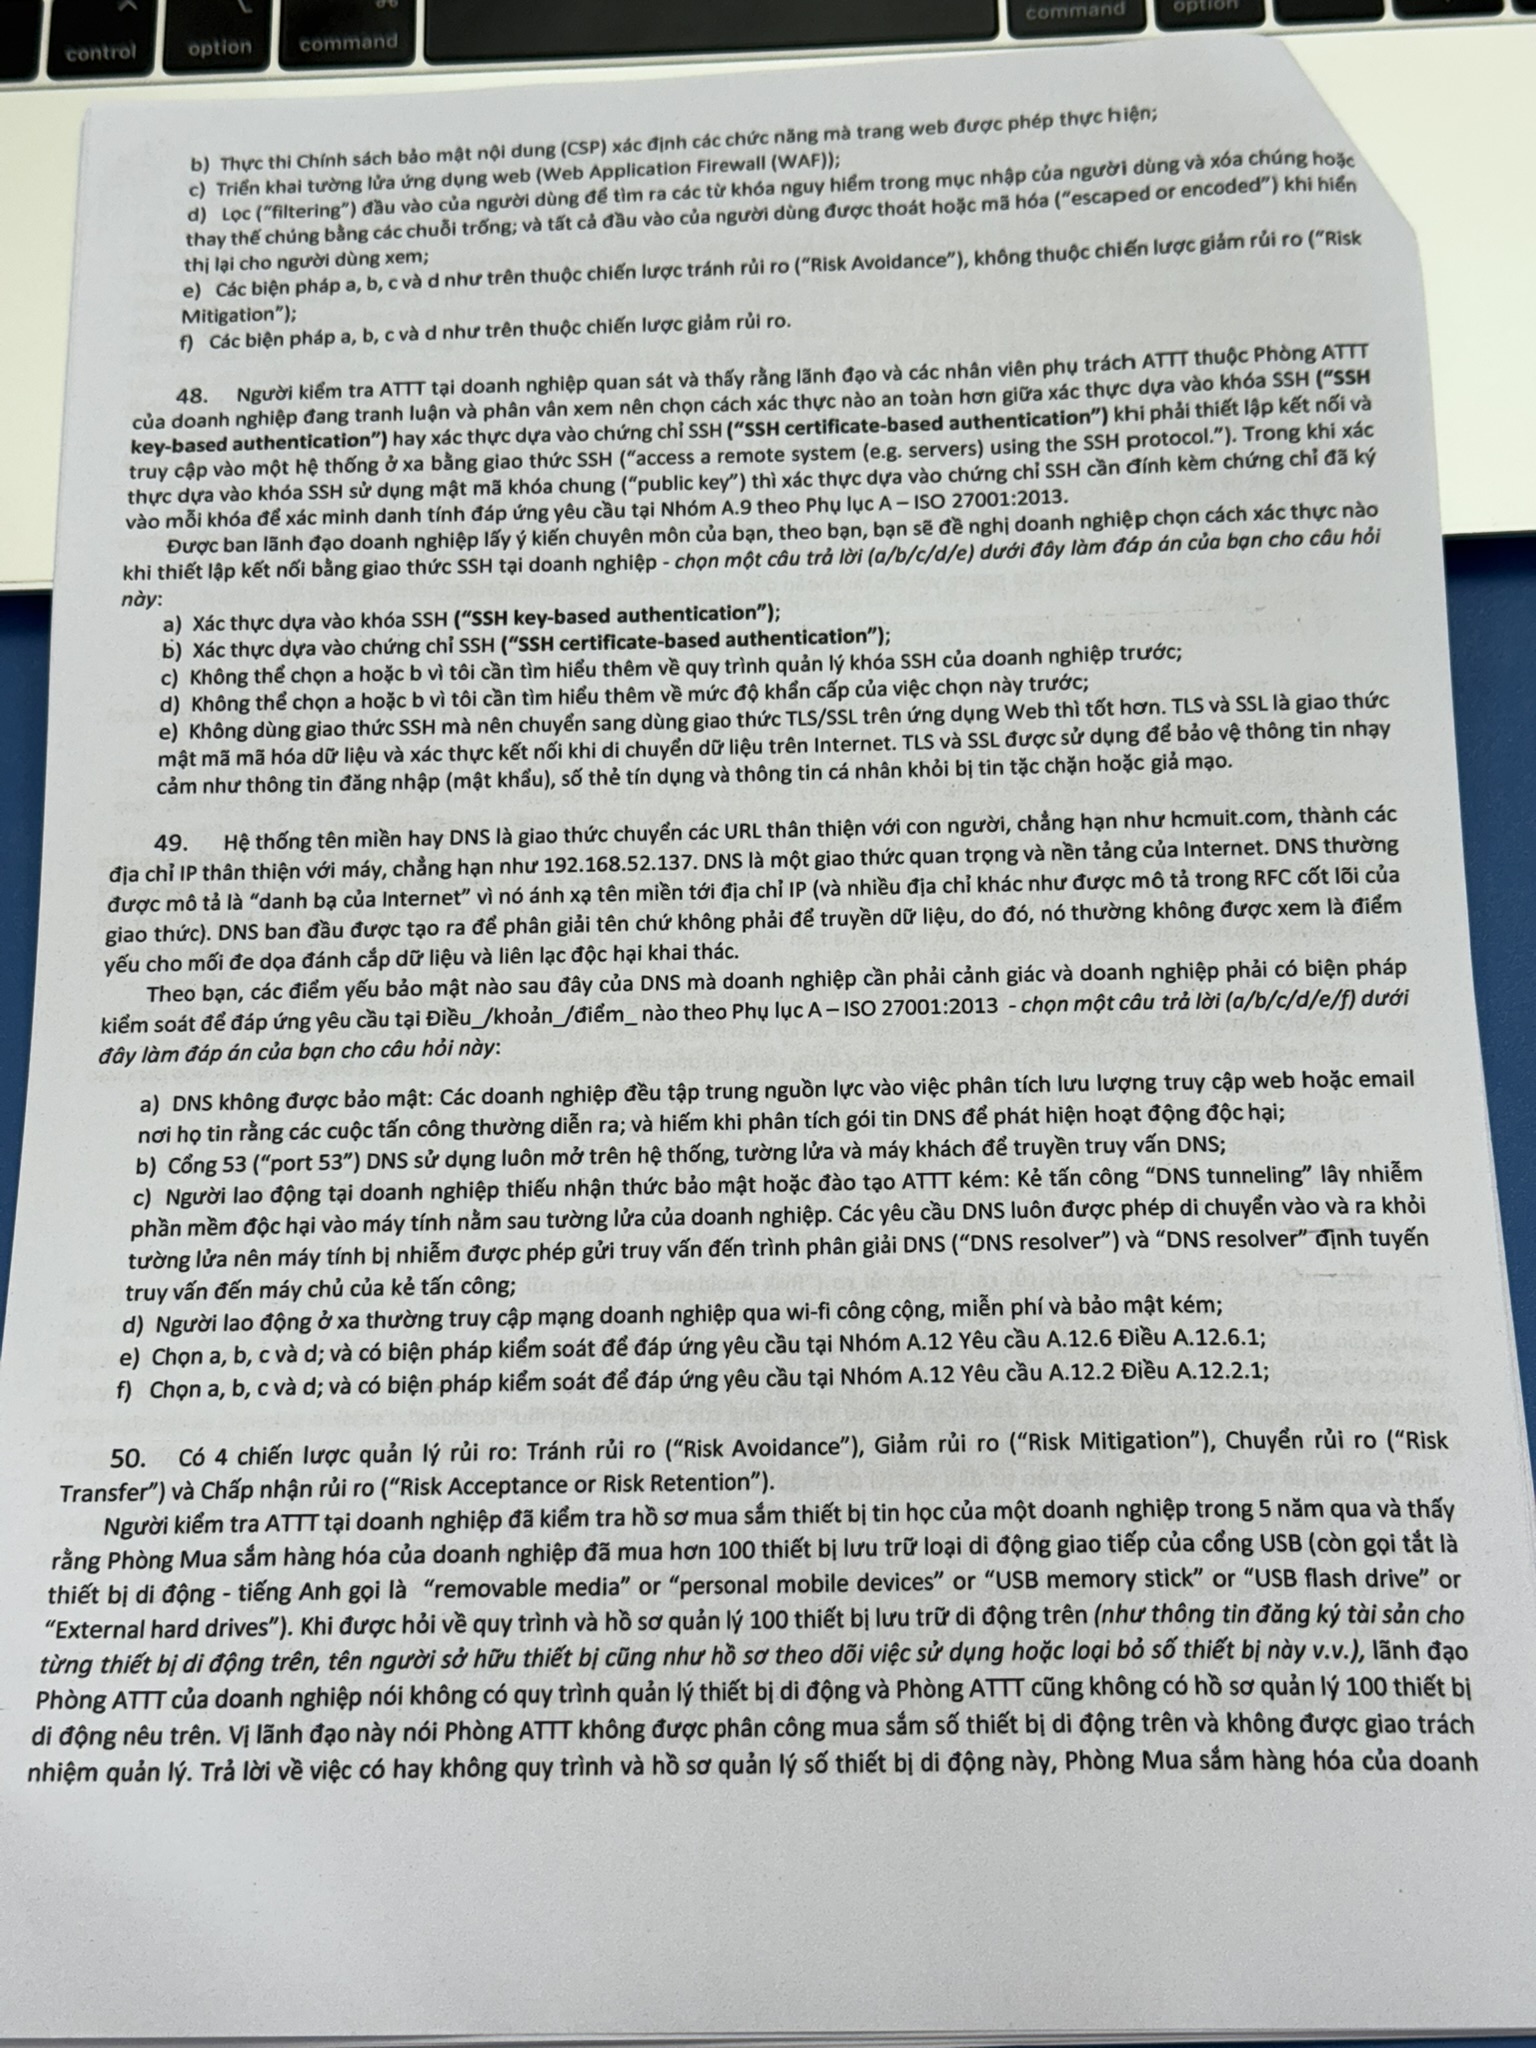 control
option
command
command
option
b) Thực thi Chính sách bảo mật nội dung (CSP) xác định các chức năng mà trang web được phép thực hiện;
c) Triển khai tường lửa ứng dụng web (Web Application Firewall (WAF));
d) Lọc (“filtering”) đầu vào của người dùng để tìm ra các từ khóa nguy hiểm trong mục nhập của người dùng và xóa chúng hoặc
thay thế chúng bằng các chuỗi trống; và tất cả đầu vào của người dùng được thoát hoặc mã hóa (“escaped or encoded”) khi hiển
thị lại cho người dùng xem;
e) Các biện pháp a, b, c và d như trên thuộc chiến lược tránh rủi ro (“Risk Avoidance”), không thuộc chiến lược giảm rủi ro (“Risk
Mitigation”);
f) Các biện pháp a, b, c và d như trên thuộc chiến lược giảm rủi ro.
48. Người kiểm tra ATTT tại doanh nghiệp quan sát và thấy rằng lãnh đạo và các nhân viên phụ trách ATTT thuộc Phòng ATTT
của doanh nghiệp đang tranh luận và phân vân xem nên chọn cách xác thực nào an toàn hơn giữa xác thực dựa vào khóa SSH (“SSH
key-based authentication”) hay xác thực dựa vào chứng chỉ SSH (“SSH certificate-based authentication”) khi phải thiết lập kết nối và
truy cập vào một hệ thống ở xa bằng giao thức SSH (“access a remote system (e.g. servers) using the SSH protocol.”). Trong khi xác
thực dựa vào khóa SSH sử dụng mật mã khóa chung (“public key”) thì xác thực dựa vào chứng chỉ SSH cần đính kèm chứng chỉ đã ký
vào mỗi khóa để xác minh danh tính đáp ứng yêu cầu tại Nhóm A.9 theo Phụ lục A – ISO 27001:2013.
Được ban lãnh đạo doanh nghiệp lấy ý kiến chuyên môn của bạn, theo bạn, bạn sẽ đề nghị doanh nghiệp chọn cách xác thực nào
khi thiết lập kết nối bằng giao thức SSH tại doanh nghiệp - chọn một câu trả lời (a/b/c/d/e) dưới đây làm đáp án của bạn cho câu hỏi
này:
a) Xác thực dựa vào khóa SSH (“SSH key-based authentication”);
b) Xác thực dựa vào chứng chỉ SSH (“SSH certificate-based authentication”);
c) Không thể chọn a hoặc b vì tôi cần tìm hiểu thêm về quy trình quản lý khóa SSH của doanh nghiệp trước;
d) Không thể chọn a hoặc b vì tôi cần tìm hiểu thêm về mức độ khẩn cấp của việc chọn này trước;
e) Không dùng giao thức SSH mà nên chuyển sang dùng giao thức TLS/SSL trên ứng dụng Web thì tốt hơn. TLS và SSL là giao thức
mật mã mã hóa dữ liệu và xác thực kết nối khi di chuyển dữ liệu trên Internet. TLS và SSL được sử dụng để bảo vệ thông tin nhạy
cảm như thông tin đăng nhập (mật khẩu), số thẻ tín dụng và thông tin cá nhân khỏi bị tin tặc chặn hoặc giả mạo.
49. Hệ thống tên miền hay DNS là giao thức chuyển các URL thân thiện với con người, chẳng hạn như hcmuit.com, thành các
địa chỉ IP thân thiện với máy, chẳng hạn như 192.168.52.137. DNS là một giao thức quan trọng và nền tảng của Internet. DNS thường
được mô tả là “danh bạ của Internet” vì nó ánh xạ tên miền tới địa chỉ IP (và nhiều địa chỉ khác như được mô tả trong RFC cốt lõi của
giao thức). DNS ban đầu được tạo ra để phân giải tên chứ không phải để truyền dữ liệu, do đó, nó thường không được xem là điểm
yếu cho mối đe dọa đánh cắp dữ liệu và liên lạc độc hại khai thác.
Theo bạn, các điểm yếu bảo mật nào sau đây của DNS mà doanh nghiệp cần phải cảnh giác và doanh nghiệp phải có biện pháp
kiểm soát để đáp ứng yêu cầu tại Điều_/khoản_/điểm_ nào theo Phụ lục A – ISO 27001:2013 - chọn một câu trả lời (a/b/c/d/e/f) dưới
đây làm đáp án của bạn cho câu hỏi này:
a) DNS không được bảo mật: Các doanh nghiệp đều tập trung nguồn lực vào việc phân tích lưu lượng truy cập web hoặc email
nơi họ tin rằng các cuộc tấn công thường diễn ra; và hiếm khi phân tích gói tin DNS để phát hiện hoạt động độc hại;
b) Cổng 53 (“port 53”) DNS sử dụng luôn mở trên hệ thống, tường lửa và máy khách để truyền truy vấn DNS;
c) Người lao động tại doanh nghiệp thiếu nhận thức bảo mật hoặc đào tạo ATTT kém: Kẻ tấn công “DNS tunneling” lây nhiễm
phần mềm độc hại vào máy tính nằm sau tường lửa của doanh nghiệp. Các yêu cầu DNS luôn được phép di chuyển vào và ra khỏi
tường lửa nên máy tính bị nhiễm được phép gửi truy vấn đến trình phân giải DNS (“DNS resolver”) và “DNS resolver” định tuyến
truy vấn đến máy chủ của kẻ tấn công;
d) Người lao động ở xa thường truy cập mạng doanh nghiệp qua wi-fi công cộng, miễn phí và bảo mật kém;
e) Chọn a, b, c và d; và có biện pháp kiểm soát để đáp ứng yêu cầu tại Nhóm A.12 Yêu cầu A.12.6 Điều A.12.6.1;
f) Chọn a, b, c và d; và có biện pháp kiểm soát để đáp ứng yêu cầu tại Nhóm A.12 Yêu cầu A.12.2 Điều A.12.2.1;
50. Có 4 chiến lược quản lý rủi ro: Tránh rủi ro (“Risk Avoidance”), Giảm rủi ro (“Risk Mitigation”), Chuyển rủi ro (“Risk
Transfer”) và Chấp nhận rủi ro (“Risk Acceptance or Risk Retention”).
Người kiểm tra ATTT tại doanh nghiệp đã kiểm tra hồ sơ mua sắm thiết bị tin học của một doanh nghiệp trong 5 năm qua và thấy
rằng Phòng Mua sắm hàng hóa của doanh nghiệp đã mua hơn 100 thiết bị lưu trữ loại di động giao tiếp của cổng USB (còn gọi tắt là
thiết bị di động - tiếng Anh gọi là “removable media” or “personal mobile devices” or “USB memory stick” or “USB flash drive” or
“External hard drives”). Khi được hỏi về quy trình và hồ sơ quản lý 100 thiết bị lưu trữ di động trên (như thông tin đăng ký tài sản cho
từng thiết bị di động trên, tên người sở hữu thiết bị cũng như hồ sơ theo dõi việc sử dụng hoặc loại bỏ số thiết bị này v.v.), lãnh đạo
Phòng ATTT của doanh nghiệp nói không có quy trình quản lý thiết bị di động và Phòng ATTT cũng không có hồ sơ quản lý 100 thiết bị
di động nêu trên. Vị lãnh đạo này nói Phòng ATTT không được phân công mua sắm số thiết bị di động trên và không được giao trách
nhiệm quản lý. Trả lời về việc có hay không quy trình và hồ sơ quản lý số thiết bị di động này, Phòng Mua sắm hàng hóa của doanh